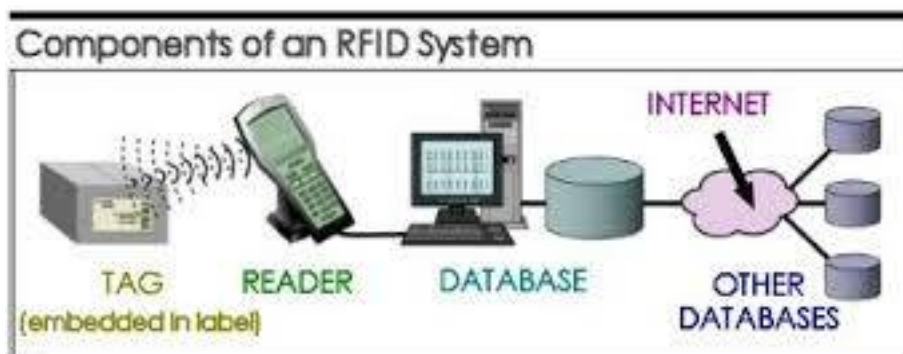 Components of an RFID System
INTERNET
TAG
(embedded in label)
READER
DATABASE
OTHER
DATABASES